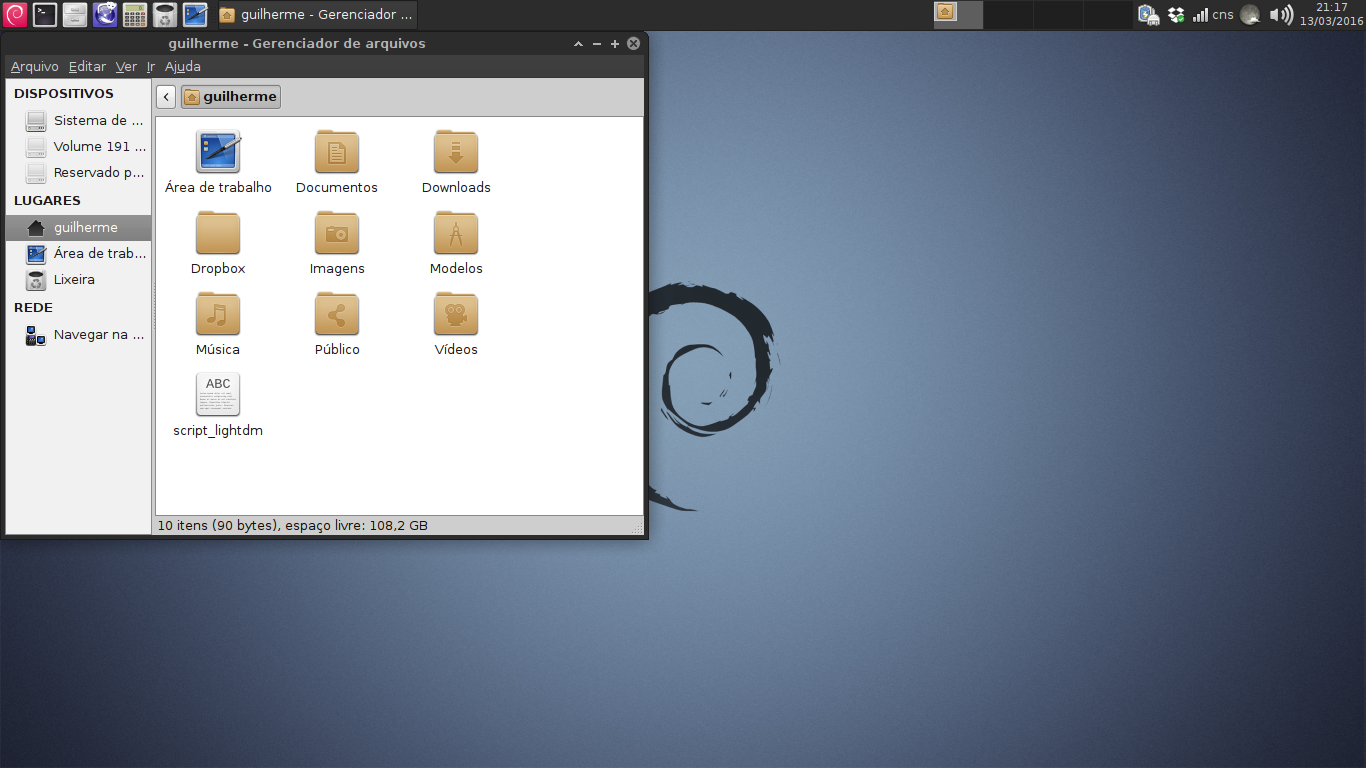 guilherme - Gerenciador ...
cns
21:17
13/03/2016
guilherme - Gerenciador de arquivos
Arquivo Editar Ver Ir Ajuda
DISPOSITIVOS
Sistema de ...
Volume 191 ...
Reservado p...
LUGARES
guilherme
Área de trab...
Lixeira
REDE
Navegar na ...
guilherme
Área de trabalho
Documentos
Downloads
Dropbox
Imagens
Modelos
Música
Público
Vídeos
ABC
script_lightdm
10 itens (90 bytes), espaço livre: 108,2 GB